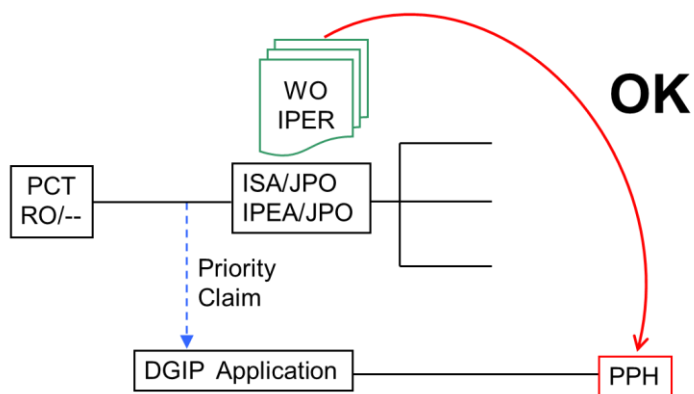 WO
IPER
OK
PCT
RO/--
ISA/JPO
IPEA/JPO
Priority
Claim
DGIP Application
PPH